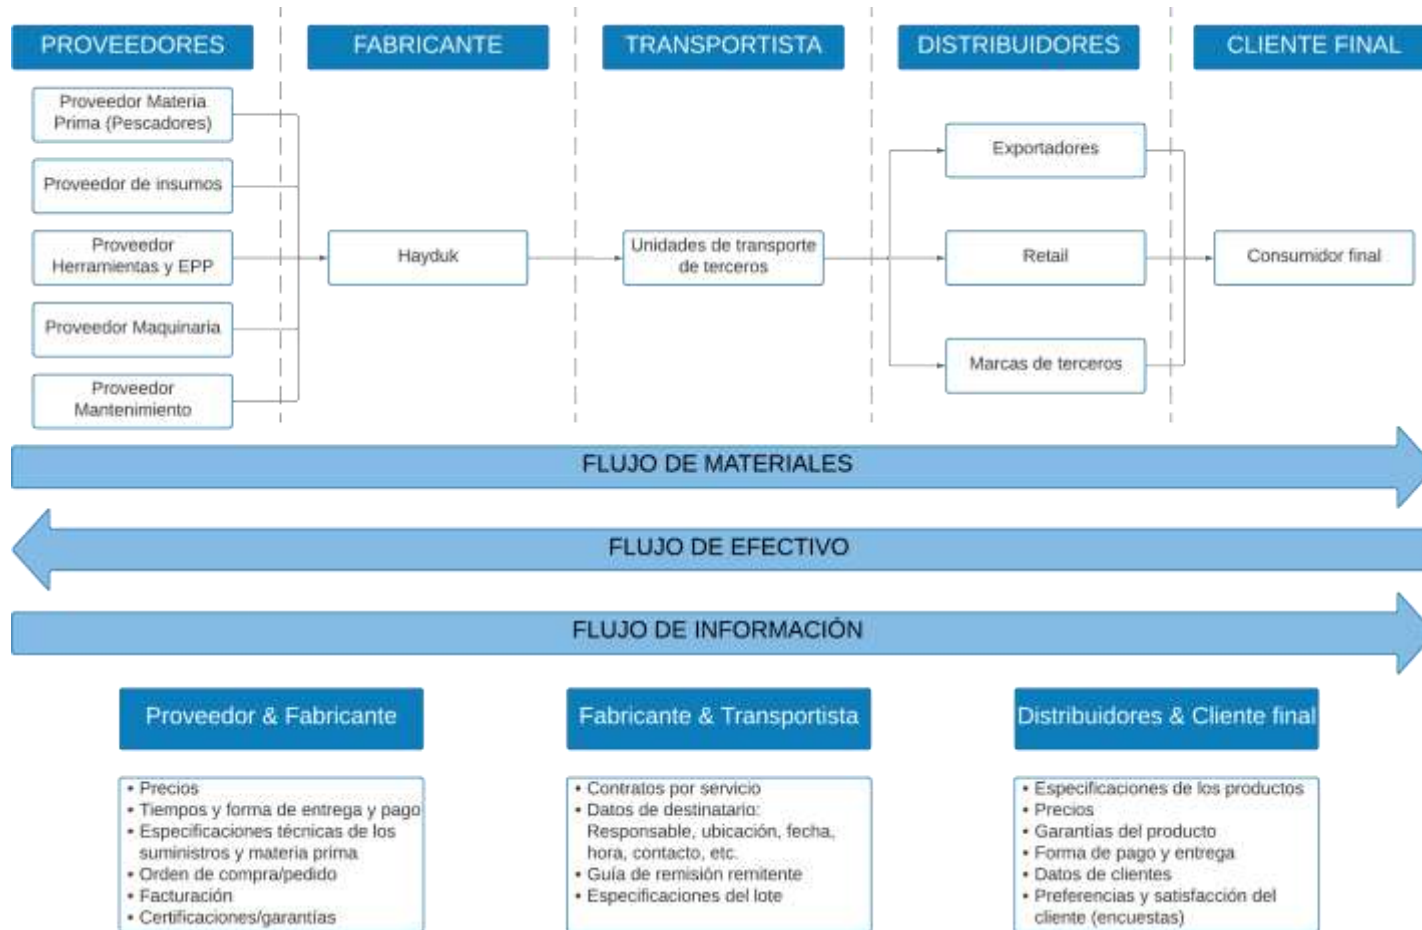 PROVEEDORES
FABRICANTE
TRANSPORTISTA
DISTRIBUIDORES
CLIENTE FINAL
Proveedor Materia
Prima (Pescadores)
Proveedor de insumos
Proveedor
Herramientas y EPP
Proveedor Maquinaria
Proveedor
Mantenimiento
Hayduk
Unidades de transporte
de terceros
Exportadores
Retail
Marcas de terceros
Consumidor final
FLUJO DE MATERIALES
FLUJO DE EFECTIVO
FLUJO DE INFORMACIÓN
Proveedor & Fabricante
• Precios
• Tiempos y forma de entrega y pago
• Especificaciones técnicas de los
suministros y materia prima
• Orden de compra/pedido
• Facturación
• Certificaciones/garantías
Fabricante & Transportista
• Contratos por servicio
• Datos de destinatario:
Responsable, ubicación, fecha,
hora, contacto, etc.
• Guía de remisión remitente
• Especificaciones del lote
Distribuidores & Cliente final
• Especificaciones de los productos
• Precios
• Garantías del producto
• Forma de pago y entrega
• Datos de clientes
• Preferencias y satisfacción del
cliente (encuestas)